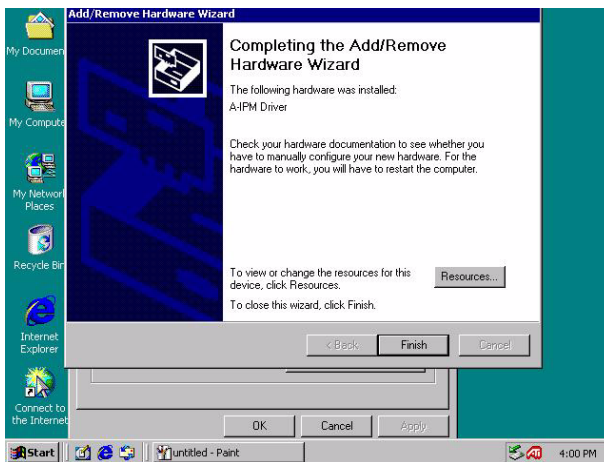 Add/Remove Hardware Wizard
My Documen
My Compute
My Networl
Places
Recycle Bin
Internet
Explorer
Connect to
the Internet
Completing the Add/Remove
Hardware Wizard
The following hardware was installed:
A-IPM Driver
Check your hardware documentation to see whether you
have to manually configure your new hardware. For the
hardware to work, you will have to restart the computer.
To view or change the resources for this
device, click Resources.
Resources...
To close this wizard, click Finish.
< Back
Finish
Cancel
OK
Cancel
Apply
Start
untitled - Paint
4:00 PM